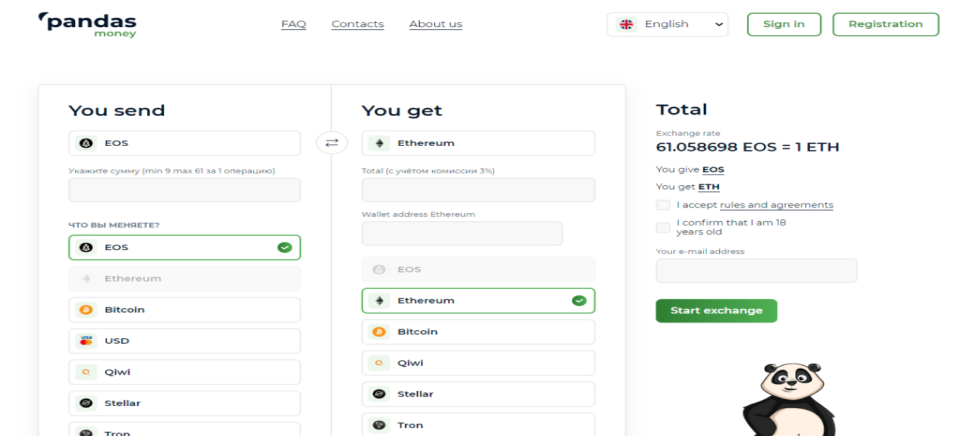 pandas
money
FAQ Contacts About us
English
Sign in
Registration
You send
EOS
Укажите сумму (min 9 max 61 за 1 операцию)
ЧТО ВЫ МЕНЯЕТЕ?
EOS
Ethereum
Bitcoin
VISA
USD
Qiwi
Stellar
Tron
You get
Ethereum
Total (с учётом комиссии 3%)
Wallet address Ethereum
EOS
Ethereum
Bitcoin
Qiwi
Stellar
Tron
Total
Exchange rate
61.058698 EOS = 1 ETH
You give EOS
You get ETH
I accept rules and agreements
I confirm that I am 18
years old
Your e-mail address
Start exchange